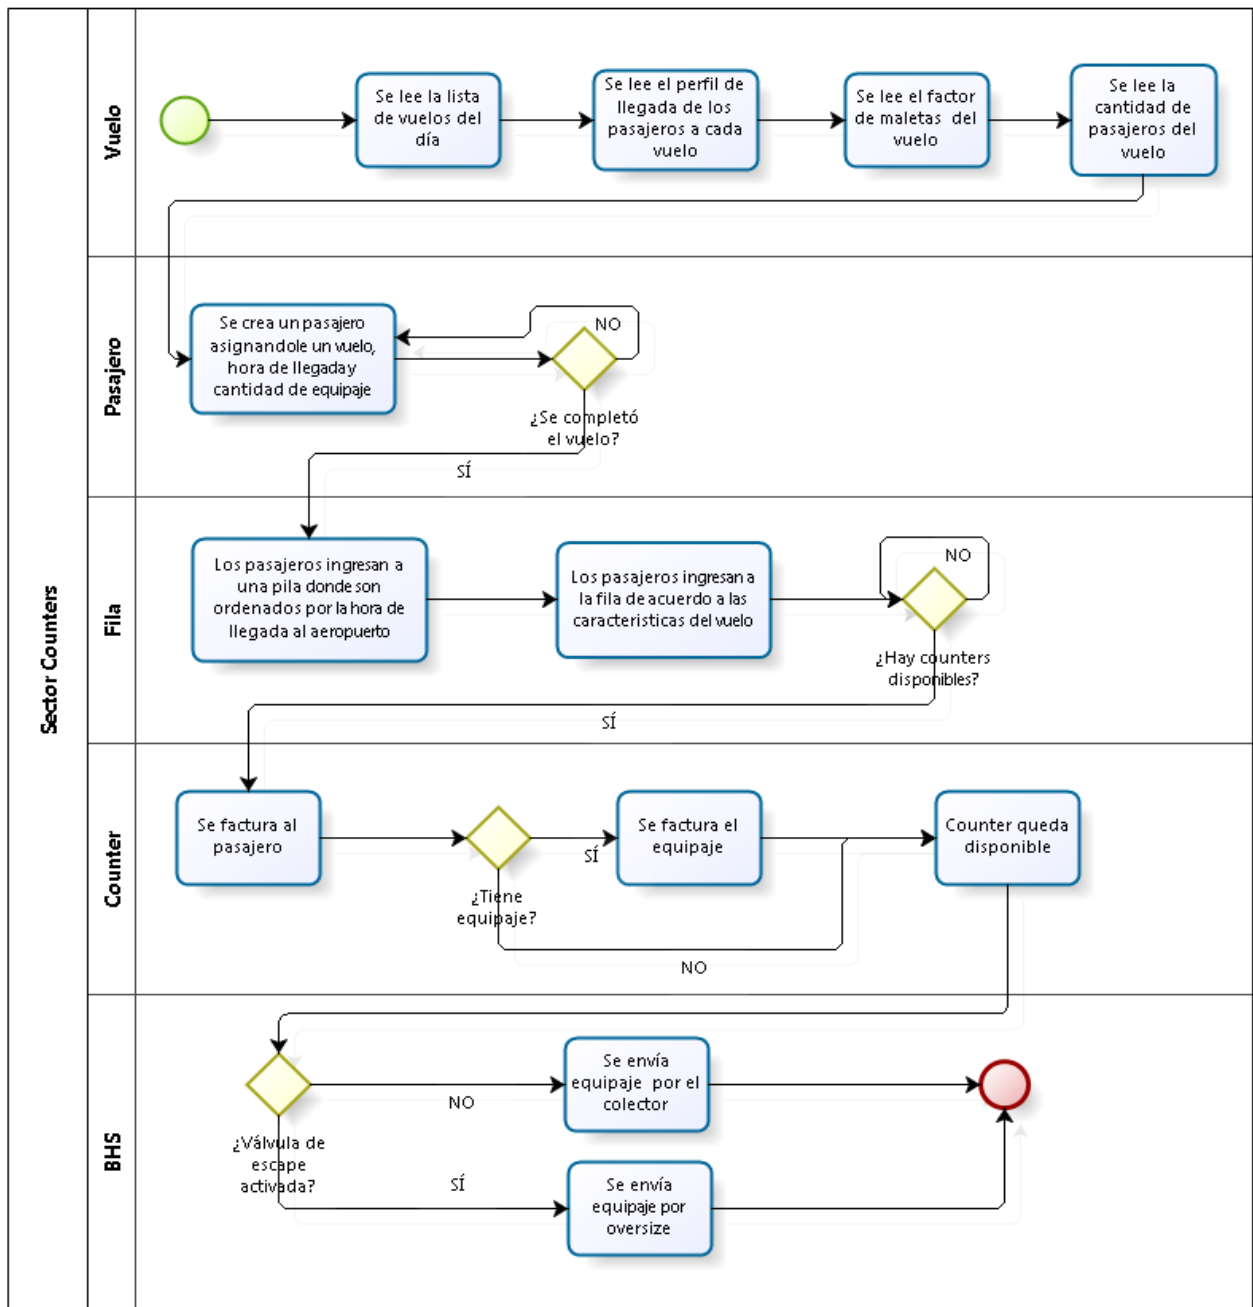 Sector Counters
Vuelo
Se lee la lista
de vuelos del
día
Se lee el perfil de
llegada de los
pasajeros a cada
vuelo
Se lee el factor
de maletas del
vuelo
Se lee la
cantidad de
pasajeros del
vuelo
Pasajero
Se crea un pasajero
asignandole un vuelo,
hora de llegada y
cantidad de equipaje
NO
¿Se completó
el vuelo?
SÍ
Fila
Los pasajeros ingresan a
una pila donde son
ordenados por la hora de
llegada al aeropuerto
Los pasajeros ingresan a
la fila de acuerdo a las
caracteristicas del vuelo
NO
¿Hay counters
disponibles?
SÍ
Counter
Se factura al
pasajero
¿Tiene
equipaje?
SÍ
Se factura el
equipaje
NO
Counter queda
disponible
BHS
¿Válvula de
escape
activada?
NO
Se envía
equipaje por el
colector
SÍ
Se envía
equipaje por
oversize